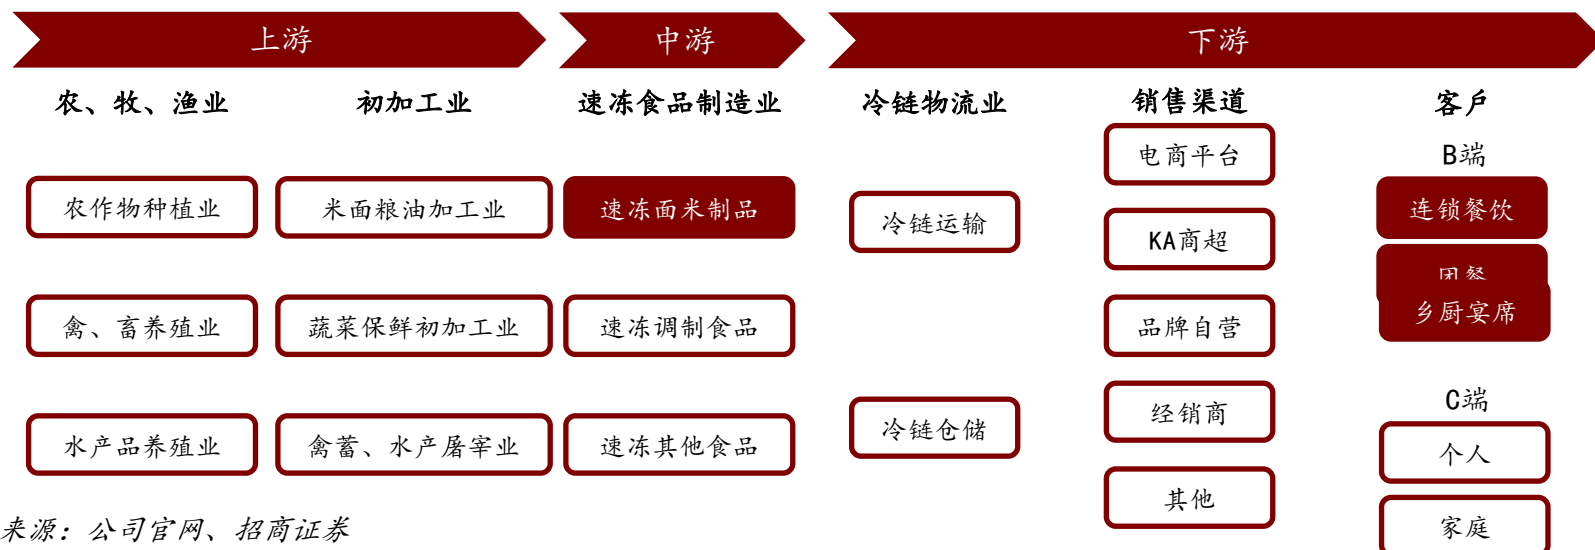 上游
中游
下游
农、牧、渔业
初加工业
速冻食品制造业
冷链物流业
销售渠道
客户
农作物种植业
禽、畜养殖业
水产品养殖业
米面粮油加工业
蔬菜保鲜初加工业
禽蓄、水产屠宰业
速冻面米制品
速冻调制食品
速冻其他食品
冷链运输
冷链仓储
电商平台
KA商超
品牌自营
经销商
其他
B端
连锁餐饮
团餐
乡厨宴席
C端
个人
家庭
来源：公司官网、招商证券